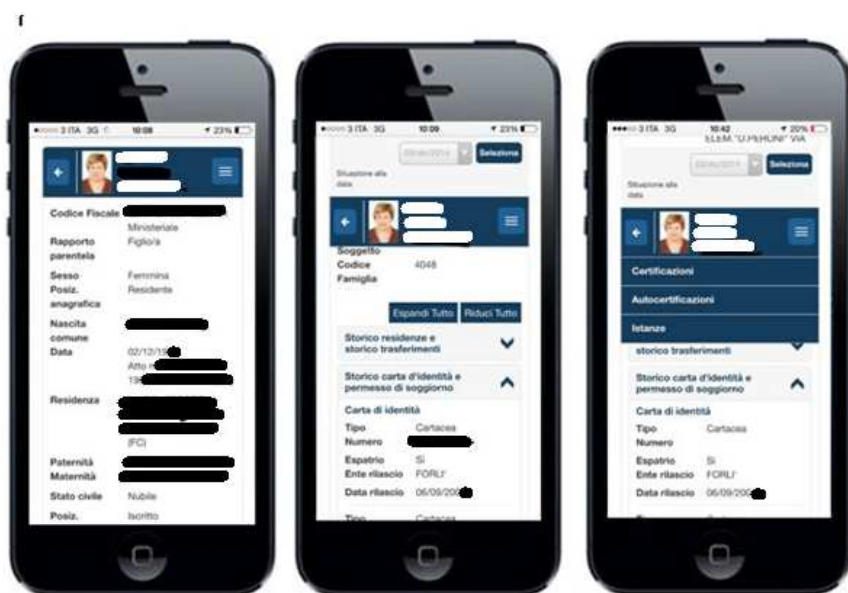 f
3 ITA 3G 10:08 23%
Codice Fiscale
Ministeriale
Rapporto parentela Figlio/a
Sesso Femmina
Posiz. anagrafica Residente
Nascita comune
Data 02/12/19
Atto
19
Residenza
(FC)
Paternità
Maternità
Stato civile Nubile
Posiz. Iscritto
3 ITA 3G 10:09 23%
Seleziona
Situazione alla data
Soggetto
Codice Famiglia 4048
Espandi Tutto Riduci Tutto
Storico residenze e
storico trasferimenti
Storico carta d'identità e
permesso di soggiorno
Carta di identità
Tipo Cartacea
Numero
Espatrio Si
Ente rilascio FORLI'
Data rilascio 06/09/200
Tipo Cartacea
3 ITA 3G 10:42 20%
ELEM."D.PERONI" VIA
Seleziona
Situazione alla
data
Certificazioni
Autocertificazioni
Istanze
storico trasferimenti
Storico carta d'identità e
permesso di soggiorno
Carta di identità
Tipo Cartacea
Numero
Espatrio Si
Ente rilascio FORLI'
Data rilascio 06/09/200
Cartacea